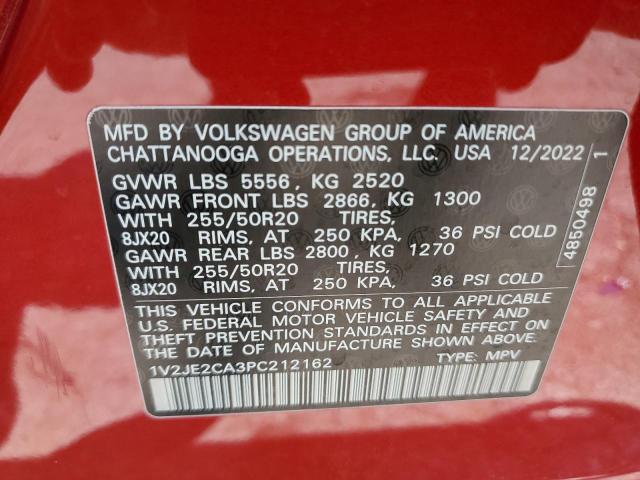 MFD BY VOLKSWAGEN GROUP OF AMERICA
CHATTANOOGA OPERATIONS, LLC. USA 12/2022
GVWR LBS 5556, KG 2520
GAWR FRONT LBS 2866, KG 1300
WITH 255/50R20 TIRES,
8JX20 RIMS, AT 250 KPA, 36 PSI COLD
GAWR REAR LBS 2800, KG 1270
WITH 255/50R20 TIRES,
8JX20 RIMS, AT 250 KPA, 36 PSI COLD
THIS VEHICLE CONFORMS TO ALL APPLICABLE
U.S. FEDERAL MOTOR VEHICLE SAFETY AND
THEFT PREVENTION STANDARDS IN EFFECT ON
THE DATE OF MANUFACTURE SHOWN ABOVE.
1V2JE2CA3PC212162 TYPE: MPV
4850498 1